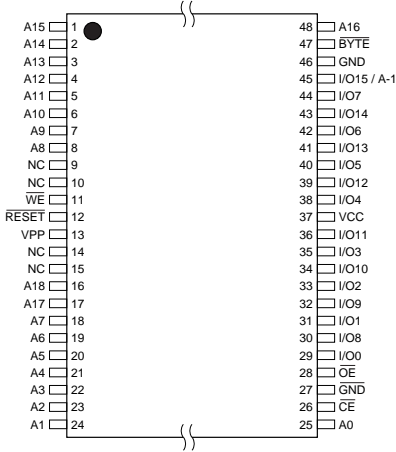 A15 1 48 A16
A14 2 47 BYTE
A13 3 46 GND
A12 4 45 I/O15 / A-1
A11 5 44 I/O7
A10 6 43 I/O14
A9 7 42 I/O6
A8 8 41 I/O13
NC 9 40 I/O5
NC 10 39 I/O12
WE 11 38 I/O4
RESET 12 37 VCC
VPP 13 36 I/O11
NC 14 35 I/O3
NC 15 34 I/O10
A18 16 33 I/O2
A17 17 32 I/O9
A7 18 31 I/O1
A6 19 30 I/O8
A5 20 29 I/O0
A4 21 28 OE
A3 22 27 GND
A2 23 26 CE
A1 24 25 A0